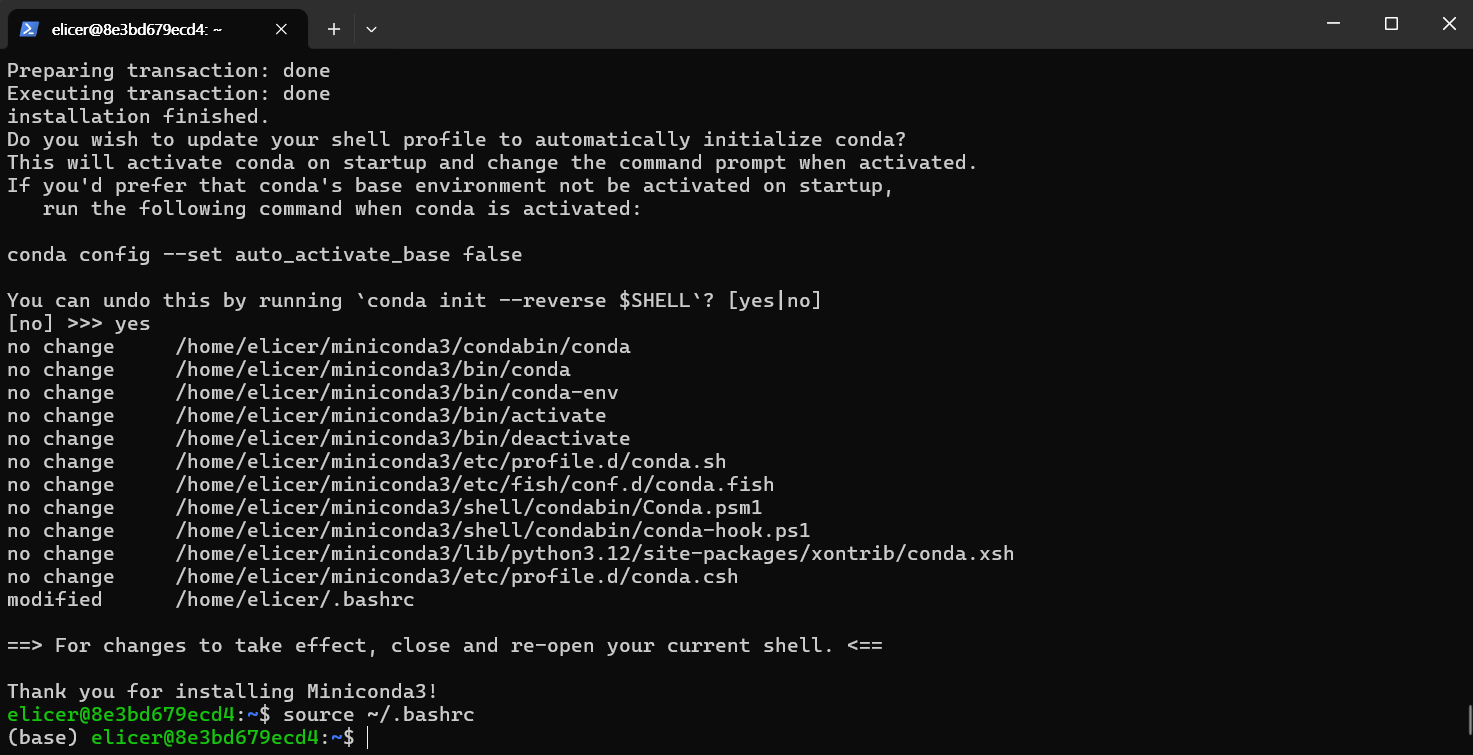 elicer@8e3bd679ecd4: ~
Preparing transaction: done
Executing transaction: done
installation finished.
Do you wish to update your shell profile to automatically initialize conda?
This will activate conda on startup and change the command prompt when activated.
If you'd prefer that conda's base environment not be activated on startup,
   run the following command when conda is activated:

conda config --set auto_activate_base false

You can undo this by running `conda init --reverse $SHELL`? [yes|no]
[no] >>> yes
no change     /home/elicer/miniconda3/condabin/conda
no change     /home/elicer/miniconda3/bin/conda
no change     /home/elicer/miniconda3/bin/conda-env
no change     /home/elicer/miniconda3/bin/activate
no change     /home/elicer/miniconda3/bin/deactivate
no change     /home/elicer/miniconda3/etc/profile.d/conda.sh
no change     /home/elicer/miniconda3/etc/fish/conf.d/conda.fish
no change     /home/elicer/miniconda3/shell/condabin/Conda.psm1
no change     /home/elicer/miniconda3/shell/condabin/conda-hook.ps1
no change     /home/elicer/miniconda3/lib/python3.12/site-packages/xontrib/conda.xsh
no change     /home/elicer/miniconda3/etc/profile.d/conda.csh
modified      /home/elicer/.bashrc

==> For changes to take effect, close and re-open your current shell. <==

Thank you for installing Miniconda3!
elicer@8e3bd679ecd4:~$ source ~/.bashrc
(base) elicer@8e3bd679ecd4:~$